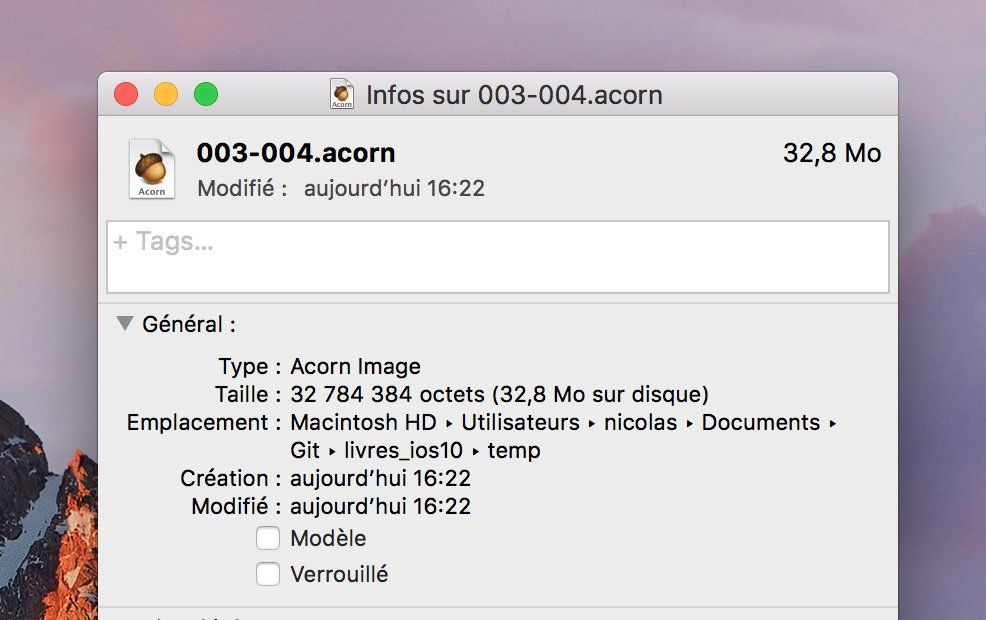 Infos sur 003-004.acorn
Acorn
003-004.acorn
32,8 Mo
Acorn
Modifié : aujourd’hui 16:22
+ Tags...
Général :
Type : Acorn Image
Taille : 32 784 384 octets (32,8 Mo sur disque)
Emplacement : Macintosh HD ▸ Utilisateurs ▸ nicolas ▸ Documents ▸
Git ▸ livres_ios10 ▸ temp
Création : aujourd’hui 16:22
Modifié : aujourd’hui 16:22
Modèle
Verrouillé